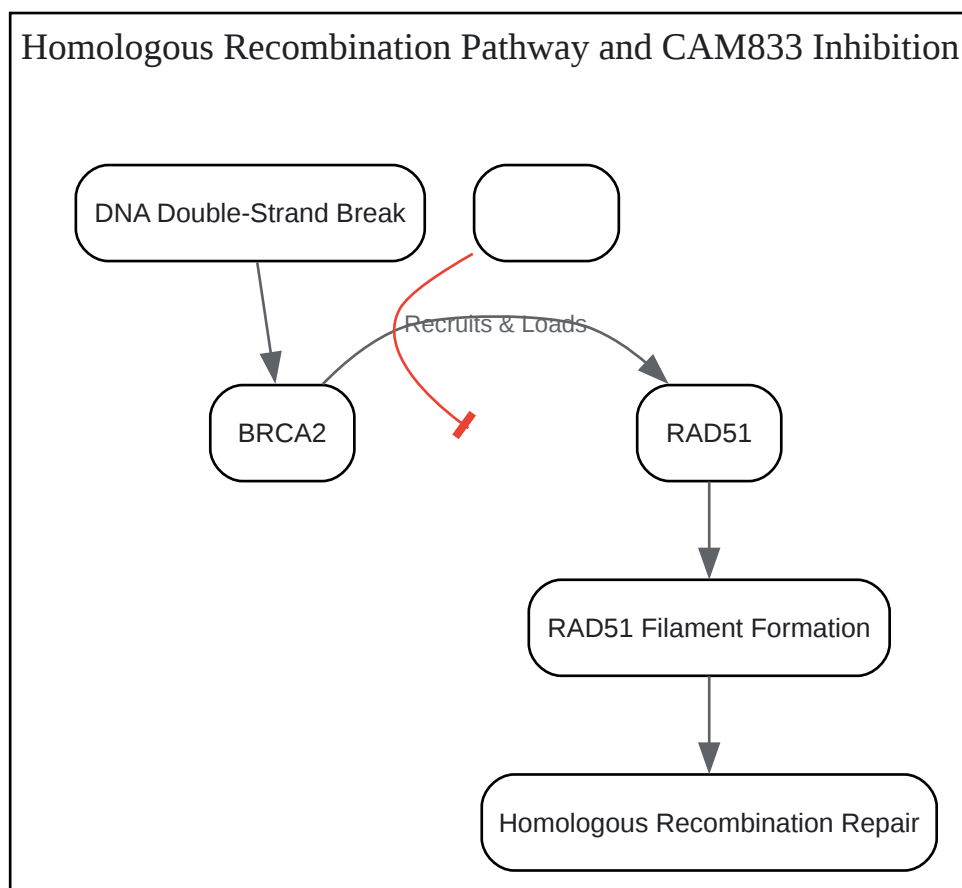 Homologous Recombination Pathway and CAM833 Inhibition
DNA Double-Strand Break
Recruits & Loads
BRCA2
RAD51
RAD51 Filament Formation
Homologous Recombination Repair